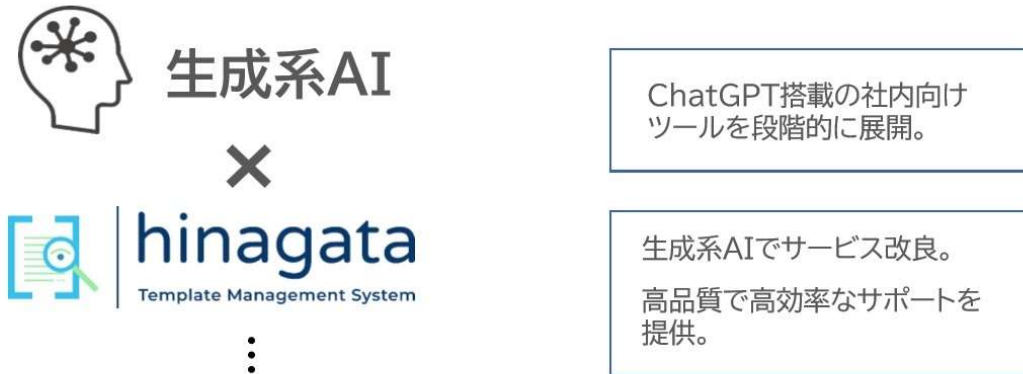 生成系AI
×
hinagata
Template Management System
⋮
ChatGPT搭載の社内向け
ツールを段階的に展開。
生成系AIでサービス改良。
高品質で高効率なサポートを
提供。